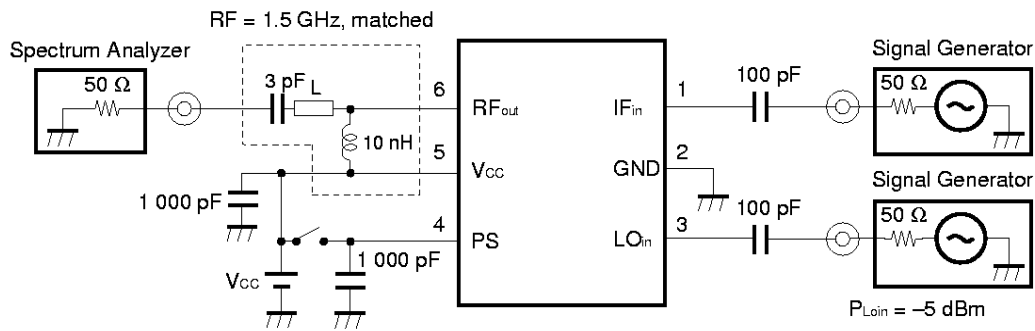 RF = 1.5 GHz, matched
Spectrum Analyzer
50 Ω
3 pF
L
10 nH
1 000 pF
VCC
1 000 pF
6
5
4
RFout
VCC
PS
IFin
GND
LOin
1
2
3
100 pF
100 pF
Signal Generator
50 Ω
Signal Generator
50 Ω
PLoin = –5 dBm